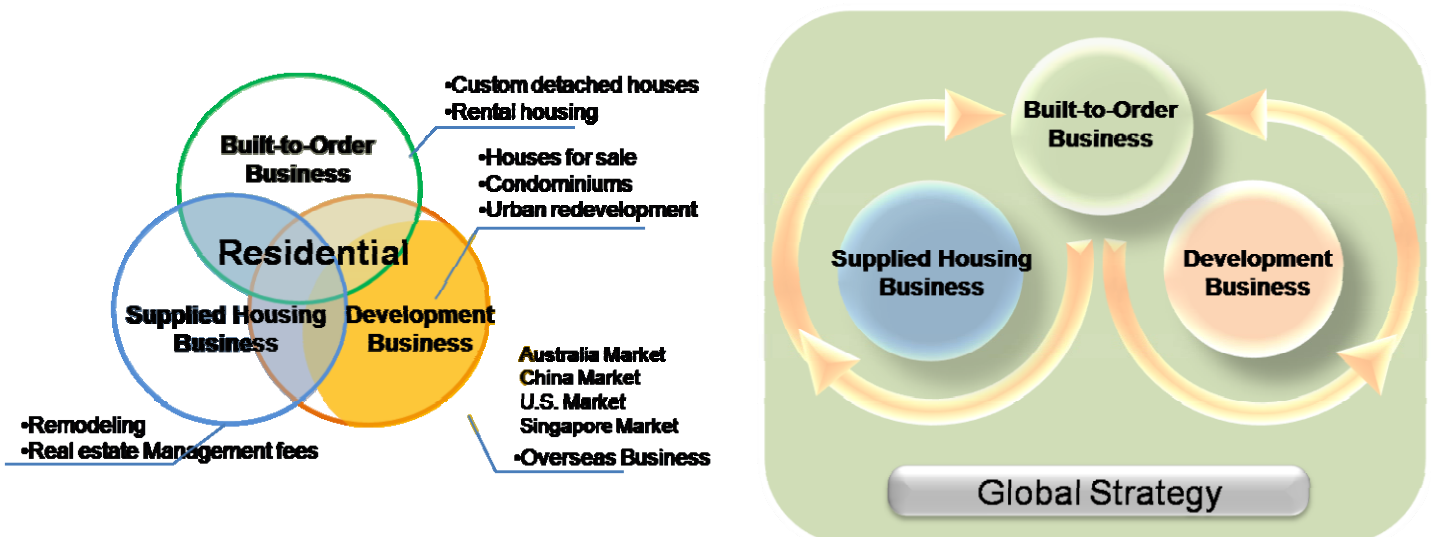 •Custom detached houses
•Rental housing
Built-to-Order
Business
•Houses for sale
•Condominiums
•Urban redevelopment
Residential
Supplied Housing
Business
Development
Business
Australia Market
China Market
U.S. Market
Singapore Market
•Overseas Business
•Remodeling
•Real estate Management fees
Built-to-Order
Business
Supplied Housing
Business
Development
Business
Global Strategy